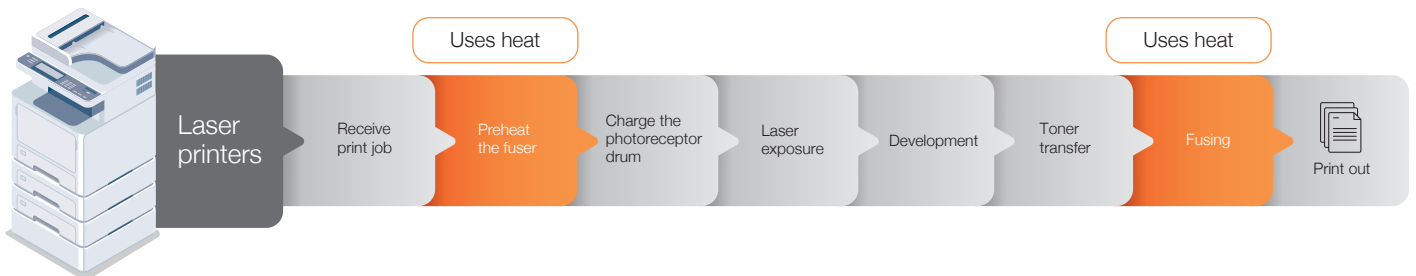 Uses heat
Uses heat
Laser
printers
Receive
print job
Preheat
the fuser
Charge the
photoreceptor
drum
Laser
exposure
Development
Toner
transfer
Fusing
Print out